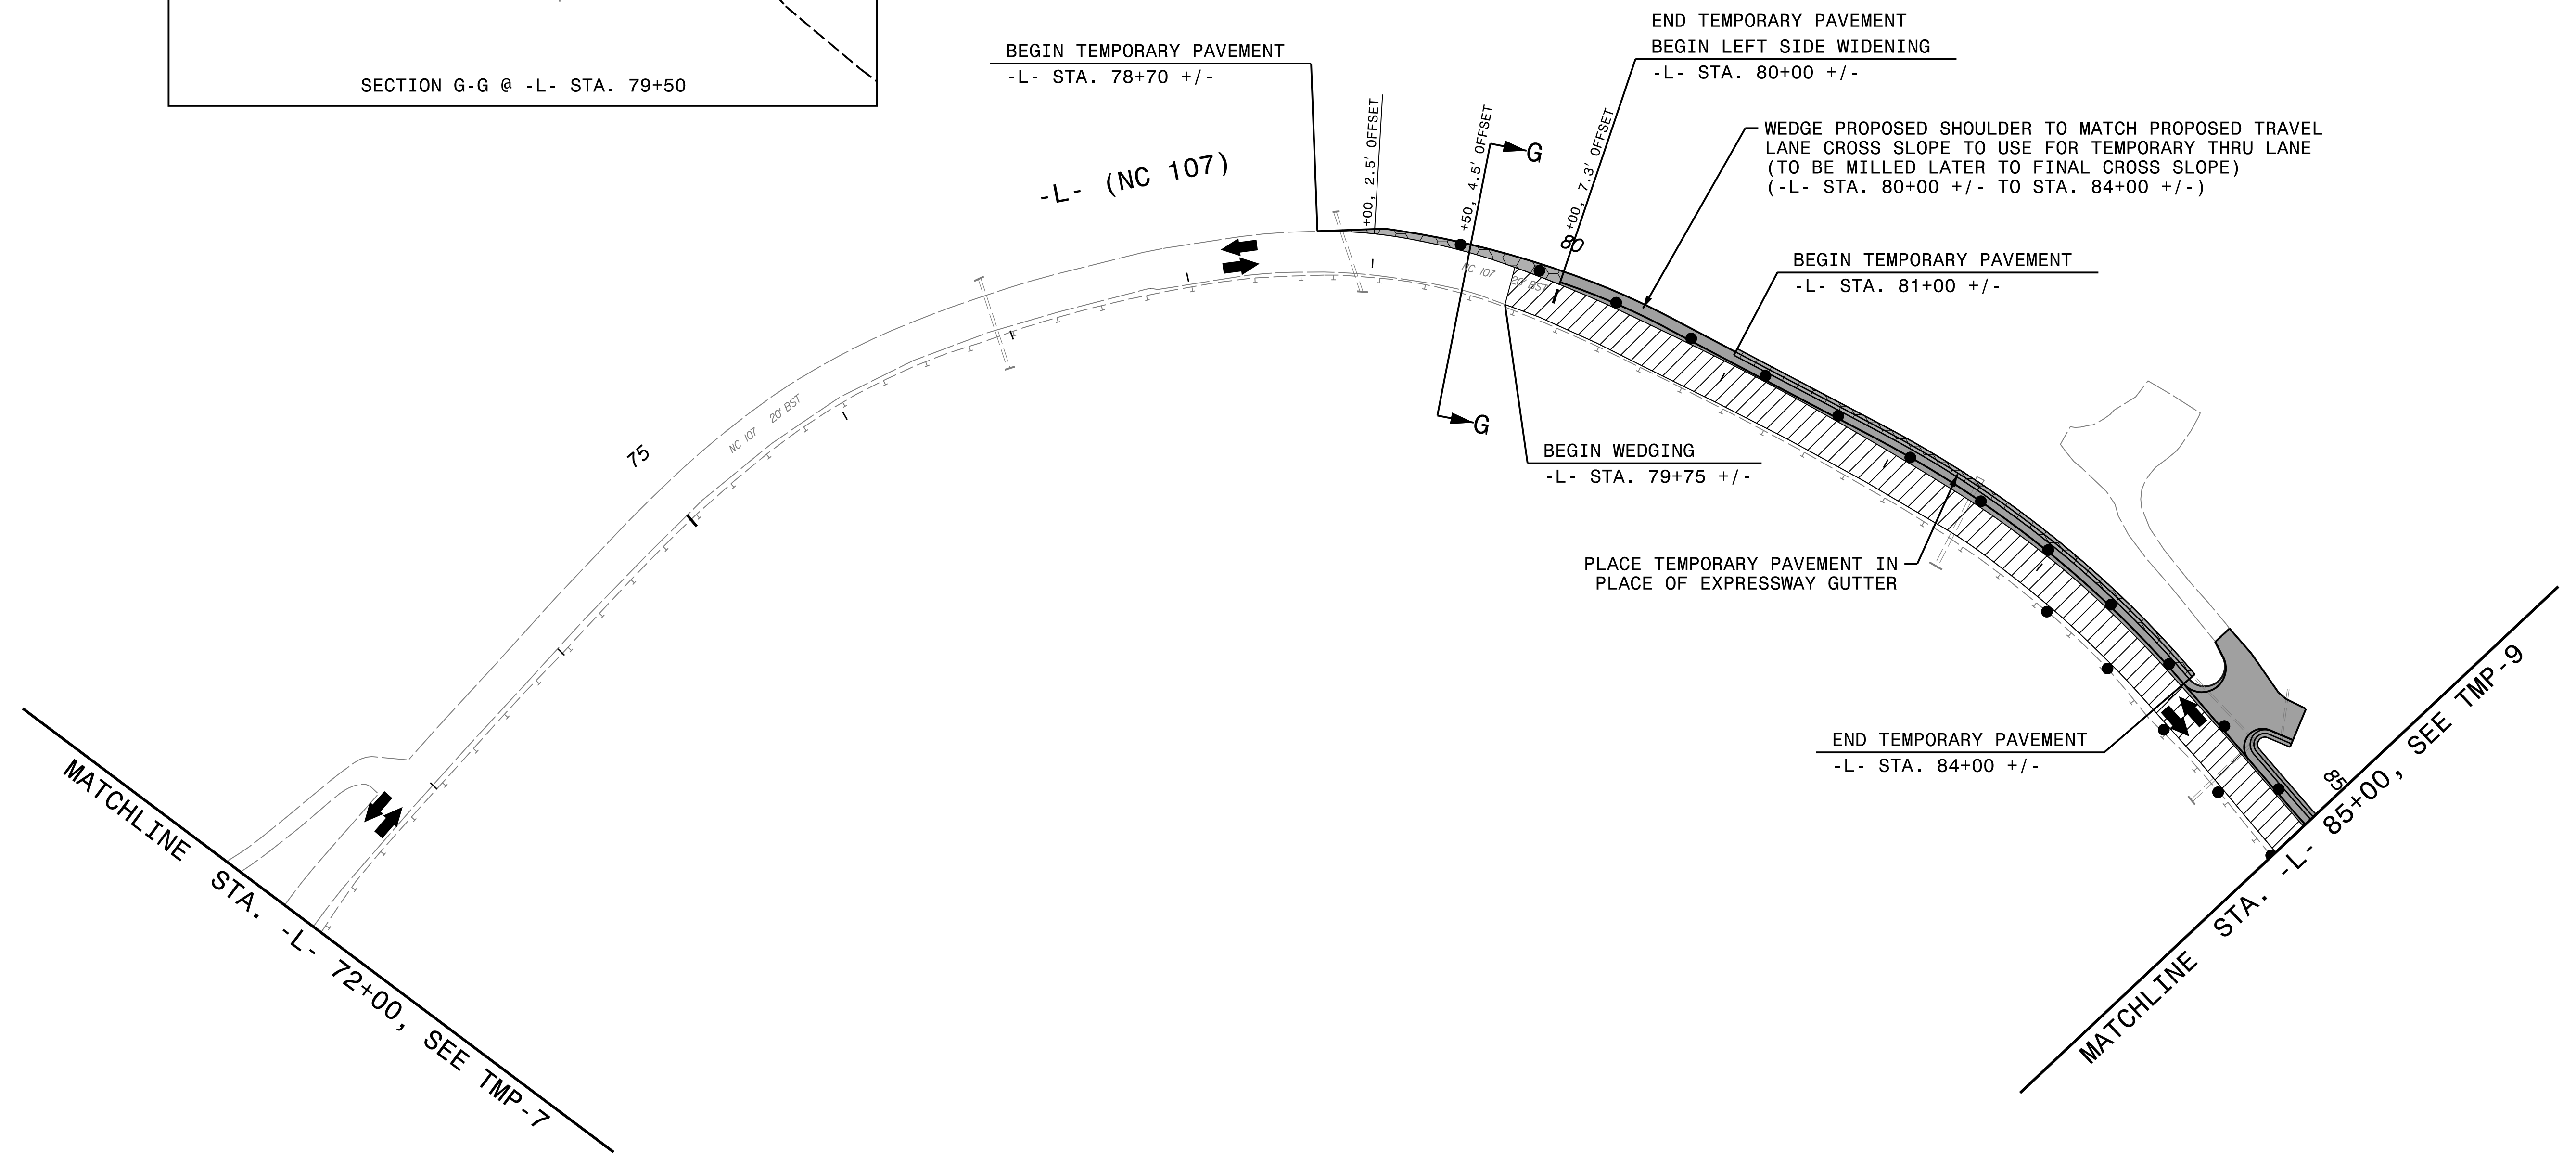 SECTION G-G @ -L- STA. 79+50
BEGIN TEMPORARY PAVEMENT
-L- STA. 78+70 +/-
END TEMPORARY PAVEMENT
BEGIN LEFT SIDE WIDENING
-L- STA. 80+00 +/-
+00, 2.5' OFFSET
+50, 4.5' OFFSET
+00, 7.3' OFFSET
G
WEDGE PROPOSED SHOULDER TO MATCH PROPOSED TRAVEL
LANE CROSS SLOPE TO USE FOR TEMPORARY THRU LANE
(TO BE MILLED LATER TO FINAL CROSS SLOPE)
(-L- STA. 80+00 +/- TO STA. 84+00 +/-)
-L- (NC 107)
80
NC 107 20' BST
BEGIN TEMPORARY PAVEMENT
-L- STA. 81+00 +/-
75
NC 107 20' BST
G
BEGIN WEDGING
-L- STA. 79+75 +/-
PLACE TEMPORARY PAVEMENT IN
PLACE OF EXPRESSWAY GUTTER
END TEMPORARY PAVEMENT
-L- STA. 84+00 +/-
85
MATCHLINE STA. -L- 72+00, SEE TMP-7
MATCHLINE STA. -L- 85+00, SEE TMP-9